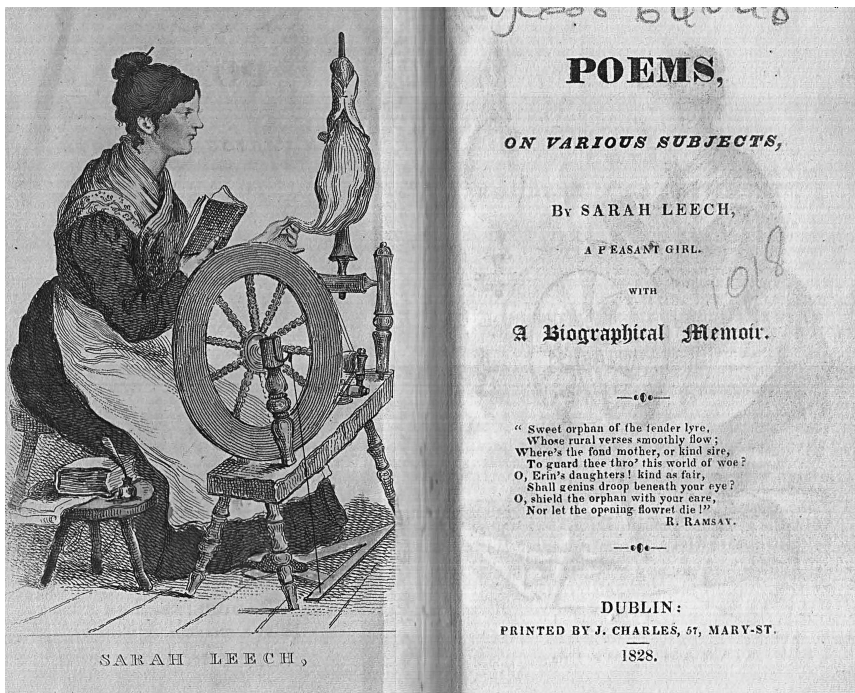 SARAH LEECH,
POEMS,
ON VARIOUS SUBJECTS,
BY SARAH LEECH,
A PEASANT GIRL.
WITH
A Biographical Memoir.
“ Sweet orphan of the tender lyre,
Whose rural verses smoothly flow ;
Where's the fond mother, or kind sire,
To guard thee thro' this world of woe ?
O, Erin's daughters ! kind as fair,
Shall genius droop beneath your eye ?
O, shield the orphan with your care,
Nor let the opening flowret die !”
R. RAMSAY.
DUBLIN:
PRINTED BY J. CHARLES, 57, MARY-ST.
1828.
1018